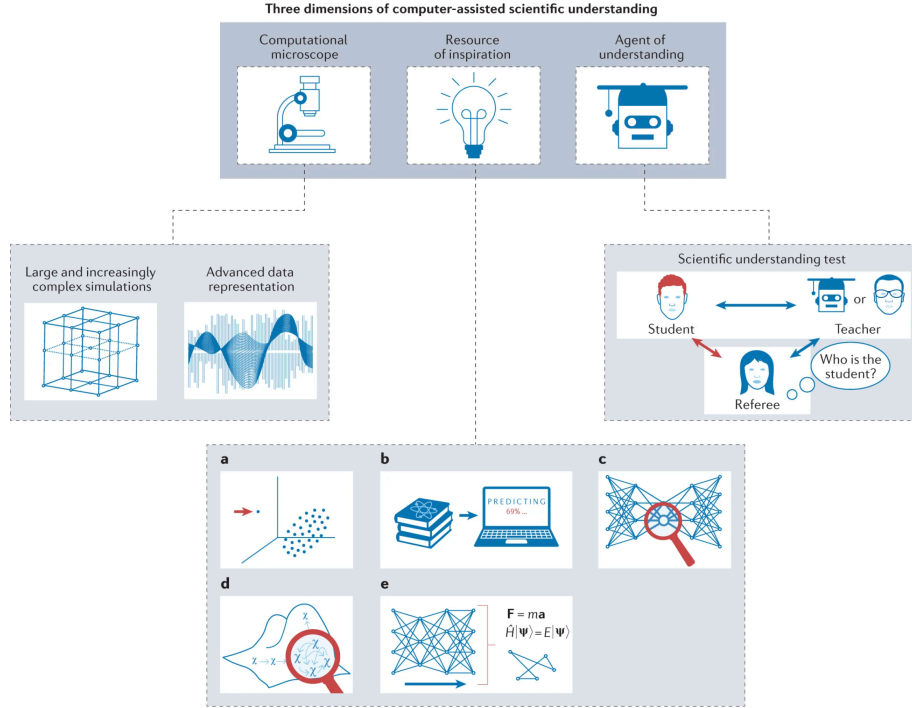 Three dimensions of computer-assisted scientific understanding
Computational
microscope
Resource
of inspiration
Agent of
understanding
Large and increasingly
complex simulations
Advanced data
representation
Scientific understanding test
Student
or
Teacher
Who is the
student?
Referee
a
b
PREDICTING
69% ...
c
d
χ
χ → χ →
χ χ χ χ χ
e
F = ma
Ĥ|Ψ⟩ = E|Ψ⟩